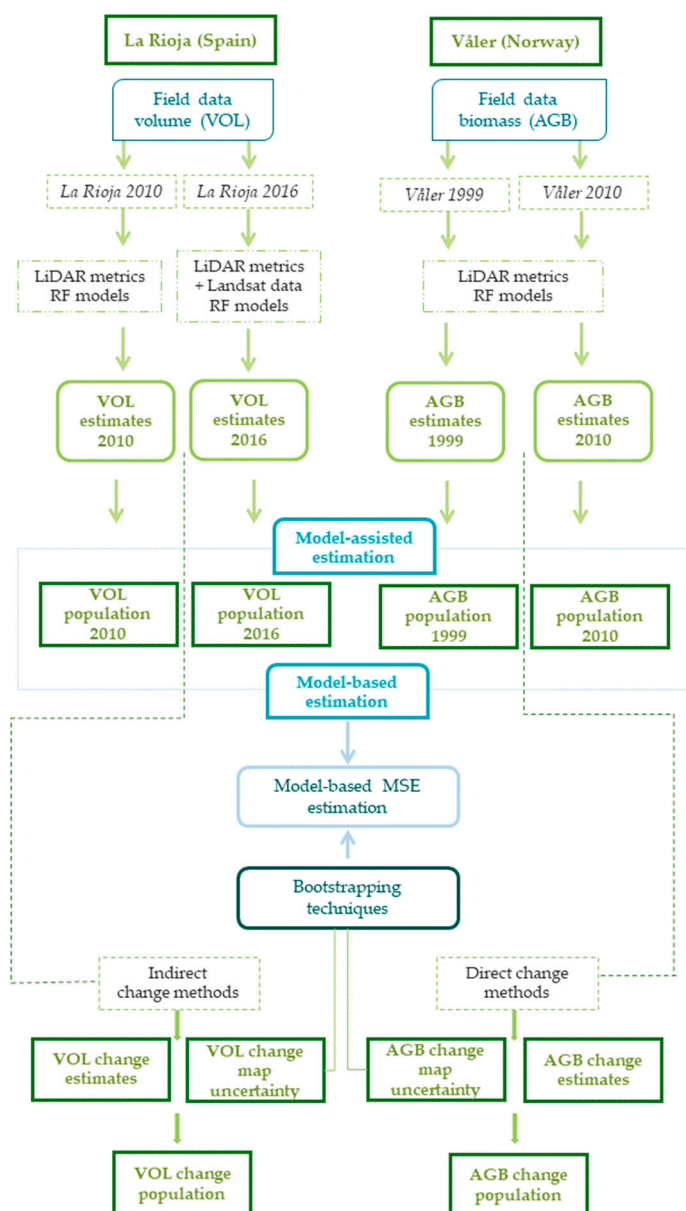 La Rioja (Spain)
Våler (Norway)
Field data
volume (VOL)
Field data
biomass (AGB)
La Rioja 2010
La Rioja 2016
Våler 1999
Våler 2010
LiDAR metrics
RF models
LiDAR metrics
+ Landsat data
RF models
LiDAR metrics
RF models
VOL
estimates
2010
VOL
estimates
2016
AGB
estimates
1999
AGB
estimates
2010
Model-assisted
estimation
VOL
population
2010
VOL
population
2016
AGB
population
1999
AGB
population
2010
Model-based
estimation
Model-based MSE
estimation
Bootstrapping
techniques
Indirect
change methods
Direct change
methods
VOL change
estimates
VOL change
map
uncertainty
AGB change
map
uncertainty
AGB change
estimates
VOL change
population
AGB change
population